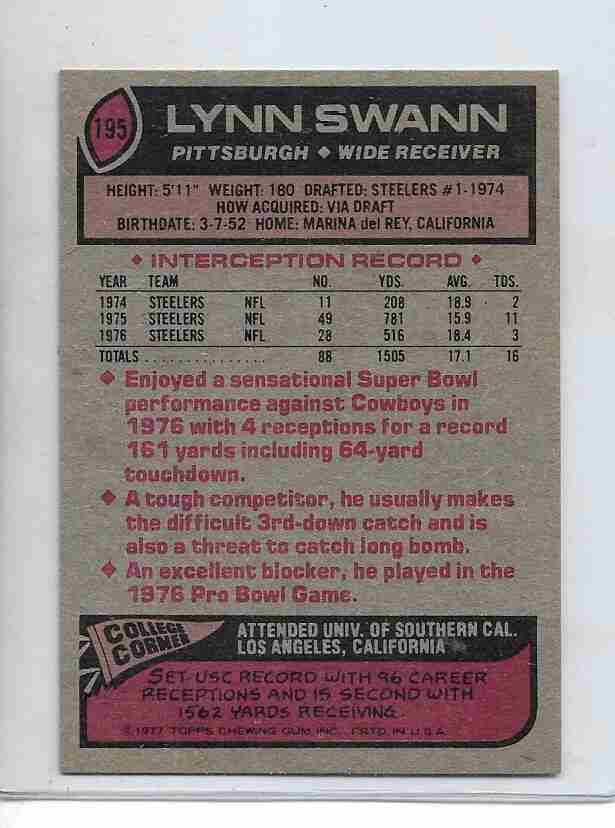 195
LYNN SWANN
PITTSBURGH ♦ WIDE RECEIVER
HEIGHT: 5'11" WEIGHT: 180 DRAFTED: STEELERS #1-1974
HOW ACQUIRED: VIA DRAFT
BIRTHDATE: 3-7-52 HOME: MARINA del REY, CALIFORNIA
♦ INTERCEPTION RECORD ♦
YEAR TEAM NO. YDS. AVG. TDS.
1974 STEELERS NFL 11 208 18.9 2
1975 STEELERS NFL 49 781 15.9 11
1976 STEELERS NFL 28 516 18.4 3
TOTALS ............... 88 1505 17.1 16
♦ Enjoyed a sensational Super Bowl
performance against Cowboys in
1976 with 4 receptions for a record
161 yards including 64-yard
touchdown.
♦ A tough competitor, he usually makes
the difficult 3rd-down catch and is
also a threat to catch long bomb.
♦ An excellent blocker, he played in the
1976 Pro Bowl Game.
COLLEGE
CORNER
ATTENDED UNIV. OF SOUTHERN CAL.
LOS ANGELES, CALIFORNIA
SET USC RECORD WITH 96 CAREER
RECEPTIONS AND IS SECOND WITH
1562 YARDS RECEIVING.
© 1977 TOPPS CHEWING GUM, INC. PRTD. IN U.S.A.